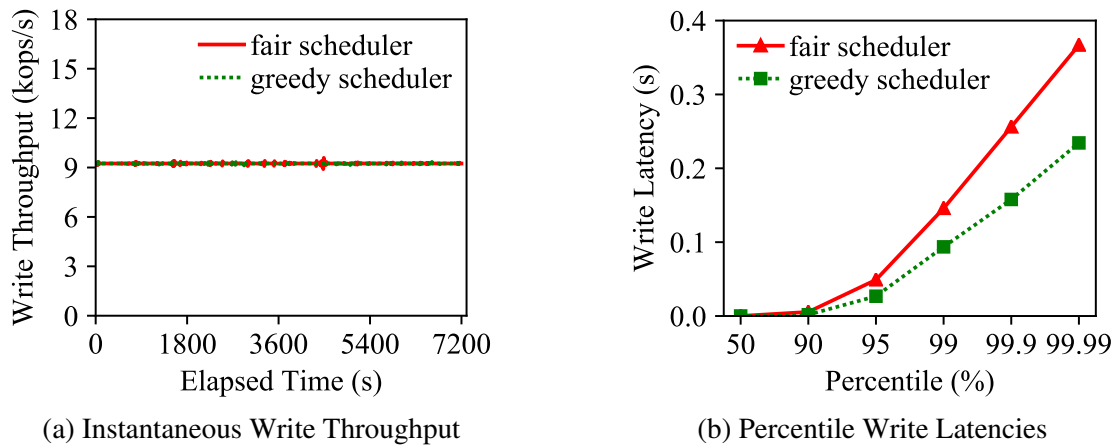 18
15
12
9
6
3
0
Write Throughput (kops/s)
fair scheduler
greedy scheduler
0 1800 3600 5400 7200
Elapsed Time (s)
(a) Instantaneous Write Throughput
0.4
0.3
0.2
0.1
0.0
Write Latency (s)
fair scheduler
greedy scheduler
50 90 95 99 99.9 99.99
Percentile (%)
(b) Percentile Write Latencies